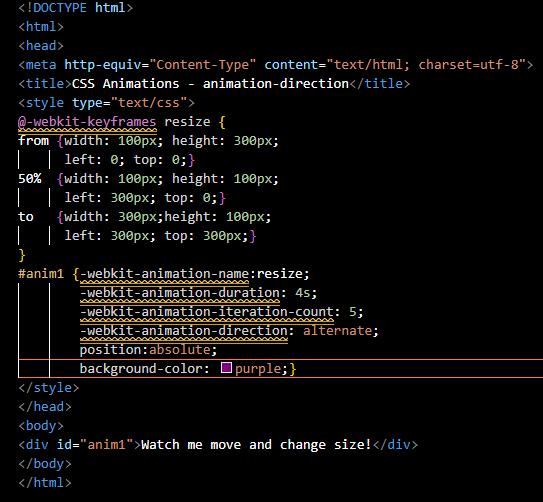 <!DOCTYPE html>
<html>
<head>
<meta http-equiv="Content-Type" content="text/html; charset=utf-8">
<title>CSS Animations - animation-direction</title>
<style type="text/css">
@-webkit-keyframes resize {
from {width: 100px; height: 300px;
      left: 0; top: 0;}
50%  {width: 100px; height: 100px;
      left: 300px; top: 0;}
to   {width: 300px;height: 100px;
      left: 300px; top: 300px;}
}
#anim1 {-webkit-animation-name:resize;
        -webkit-animation-duration: 4s;
        -webkit-animation-iteration-count: 5;
        -webkit-animation-direction: alternate;
        position:absolute;
        background-color: purple;}
</style>
</head>
<body>
<div id="anim1">Watch me move and change size!</div>
</body>
</html>